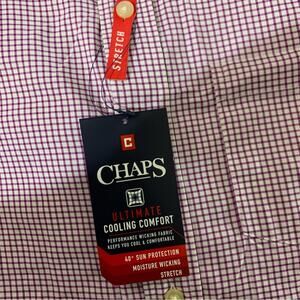 STRETCH
C
CHAPS
ULTIMATE
COOLING COMFORT
PERFORMANCE WICKING FABRIC
KEEPS YOU COOL & COMFORTABLE
40+ SUN PROTECTION
MOISTURE WICKING
STRETCH